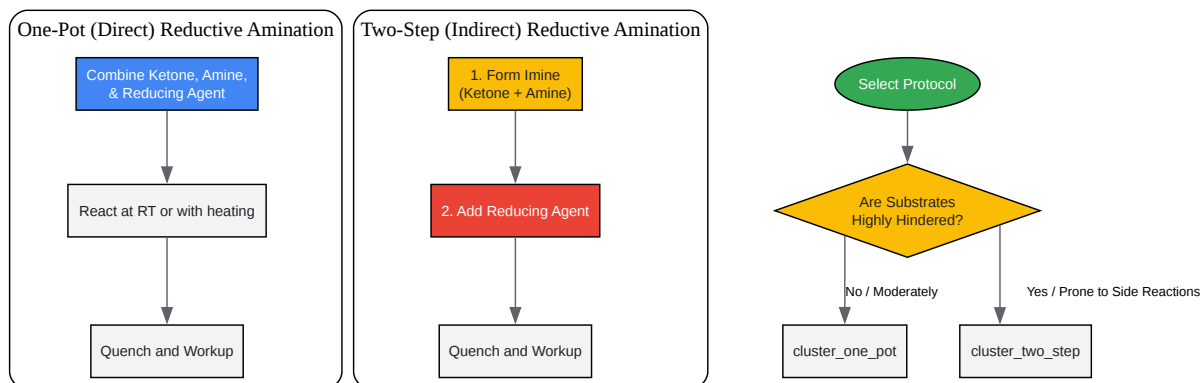 One-Pot (Direct) Reductive Amination
Combine Ketone, Amine,
& Reducing Agent
React at RT or with heating
Quench and Workup
Two-Step (Indirect) Reductive Amination
1. Form Imine
(Ketone + Amine)
2. Add Reducing Agent
Quench and Workup
Select Protocol
Are Substrates
Highly Hindered?
No / Moderately
Yes / Prone to Side Reactions
cluster_one_pot
cluster_two_step